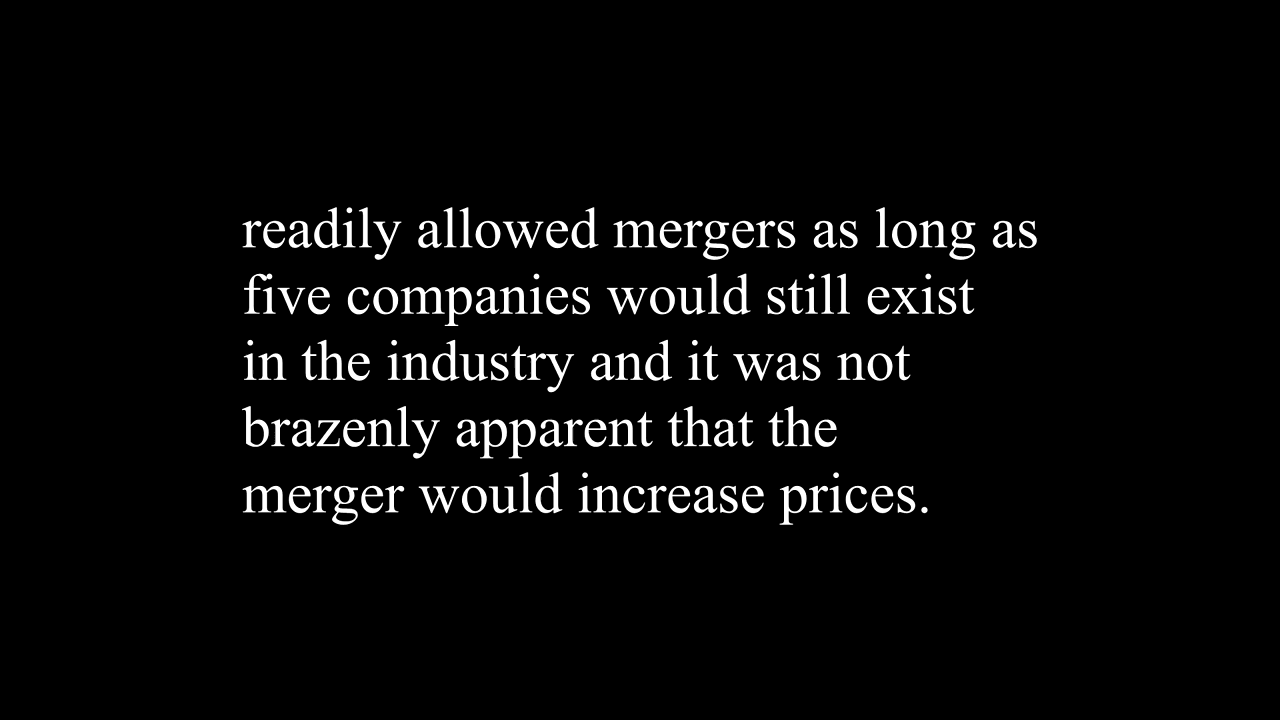 readily allowed mergers as long as
five companies would still exist
in the industry and it was not
brazenly apparent that the
merger would increase prices.